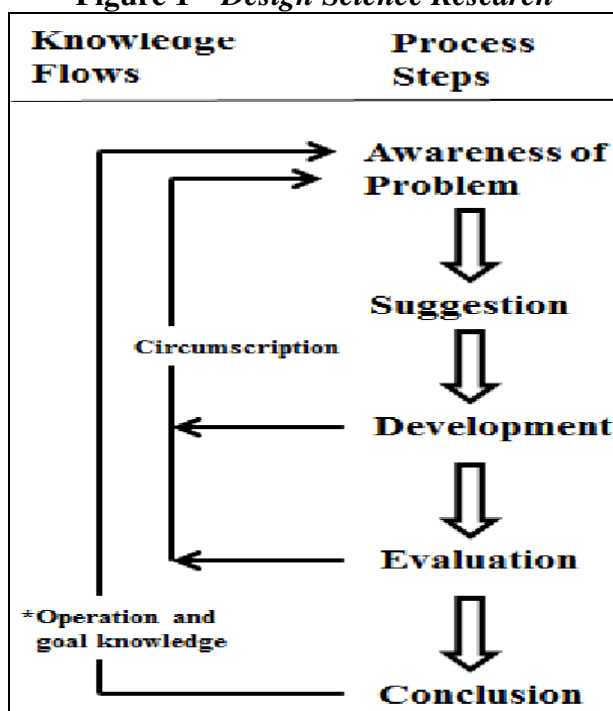 Figure 1 - Design Science Research
Knowledge
Flows
Process
Steps
Awareness of
Problem
Suggestion
Circumscription
Development
Evaluation
*Operation and
goal knowledge
Conclusion